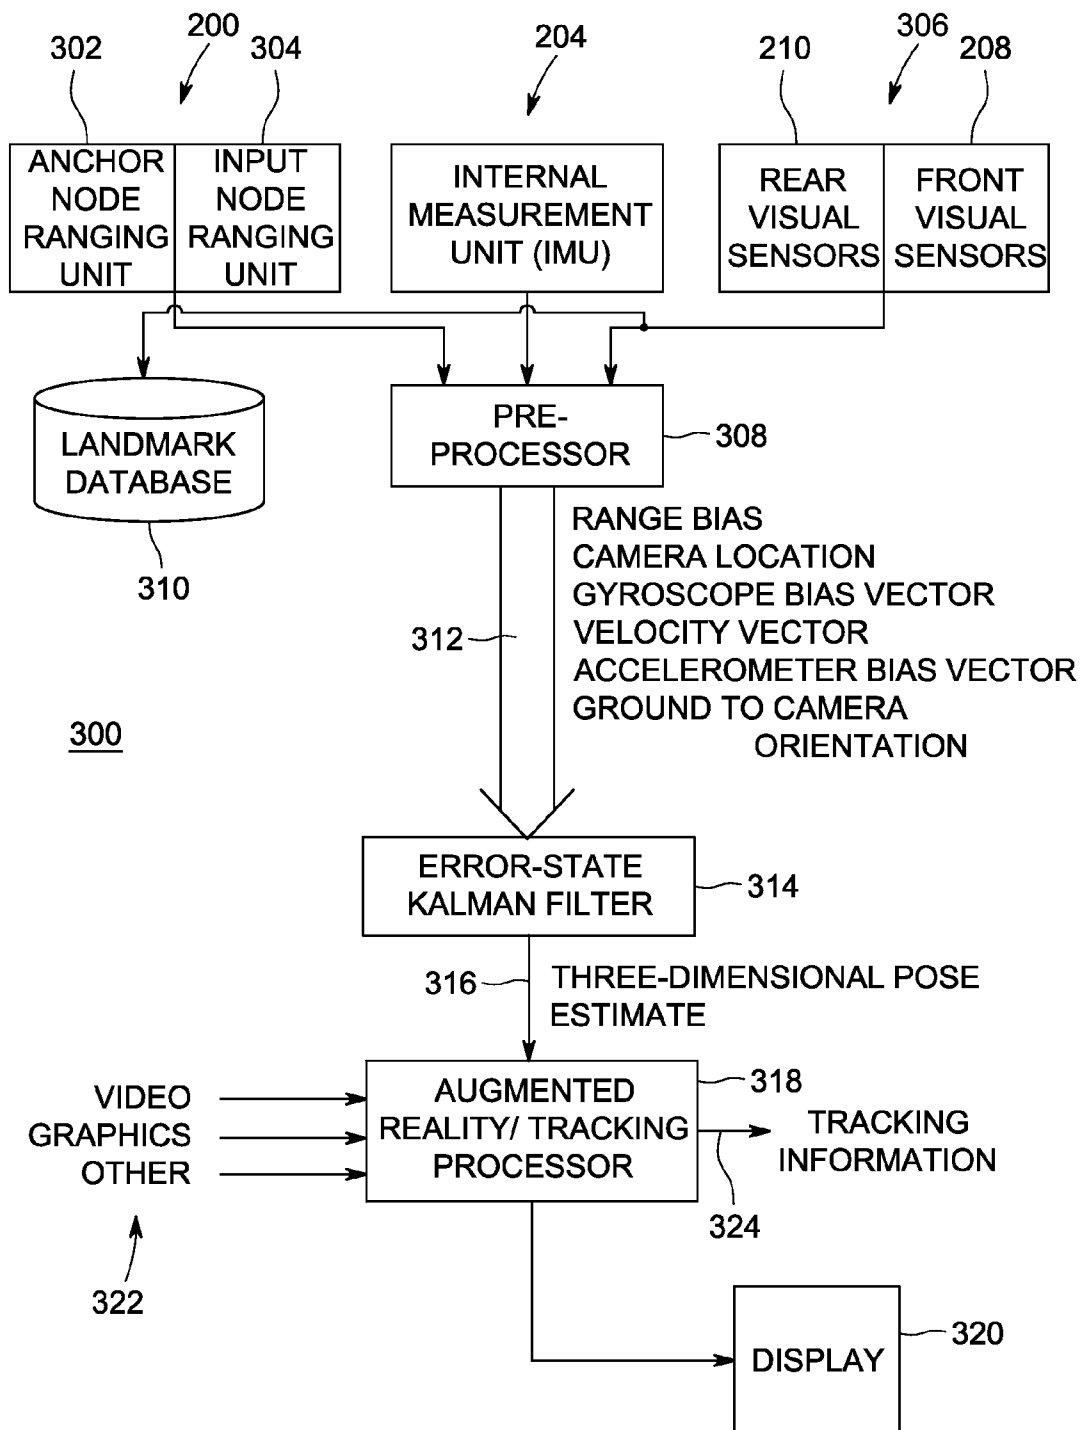 200
302
304
204
306
210
208
ANCHOR
NODE
RANGING
UNIT
INPUT
NODE
RANGING
UNIT
INTERNAL
MEASUREMENT
UNIT (IMU)
REAR
VISUAL
SENSORS
FRONT
VISUAL
SENSORS
LANDMARK
DATABASE
310
PRE-
PROCESSOR
308
RANGE BIAS
CAMERA LOCATION
GYROSCOPE BIAS VECTOR
VELOCITY VECTOR
ACCELEROMETER BIAS VECTOR
GROUND TO CAMERA
ORIENTATION
312
300
ERROR-STATE
KALMAN FILTER
314
316
THREE-DIMENSIONAL POSE
ESTIMATE
VIDEO
GRAPHICS
OTHER
322
AUGMENTED
REALITY/ TRACKING
PROCESSOR
318
TRACKING
INFORMATION
324
DISPLAY
320